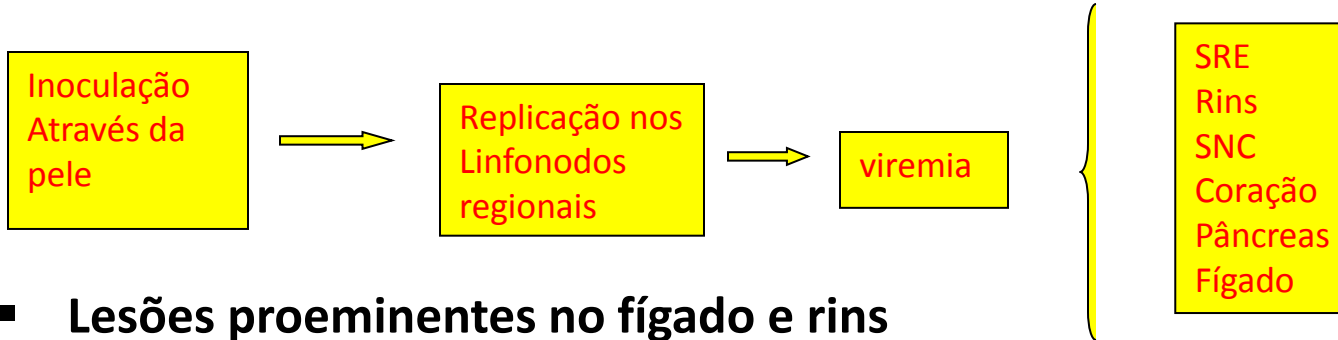 Inoculação
Através da
pele
Replicação nos
Linfonodos
regionais
viremia
SRE
Rins
SNC
Coração
Pâncreas
Fígado
▪ Lesões proeminentes no fígado e rins